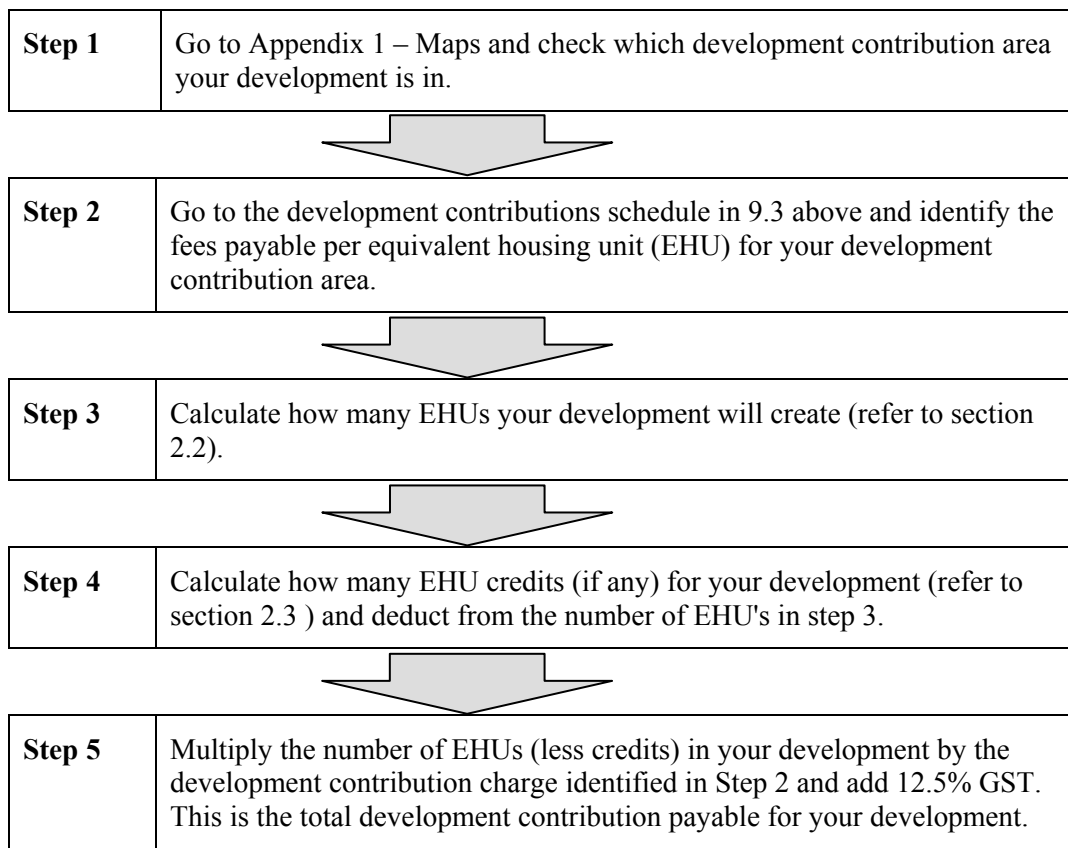 Step 1
Go to Appendix 1 – Maps and check which development contribution area
your development is in.
Step 2
Go to the development contributions schedule in 9.3 above and identify the
fees payable per equivalent housing unit (EHU) for your development
contribution area.
Step 3
Calculate how many EHUs your development will create (refer to section
2.2).
Step 4
Calculate how many EHU credits (if any) for your development (refer to
section 2.3 ) and deduct from the number of EHU's in step 3.
Step 5
Multiply the number of EHUs (less credits) in your development by the
development contribution charge identified in Step 2 and add 12.5% GST.
This is the total development contribution payable for your development.